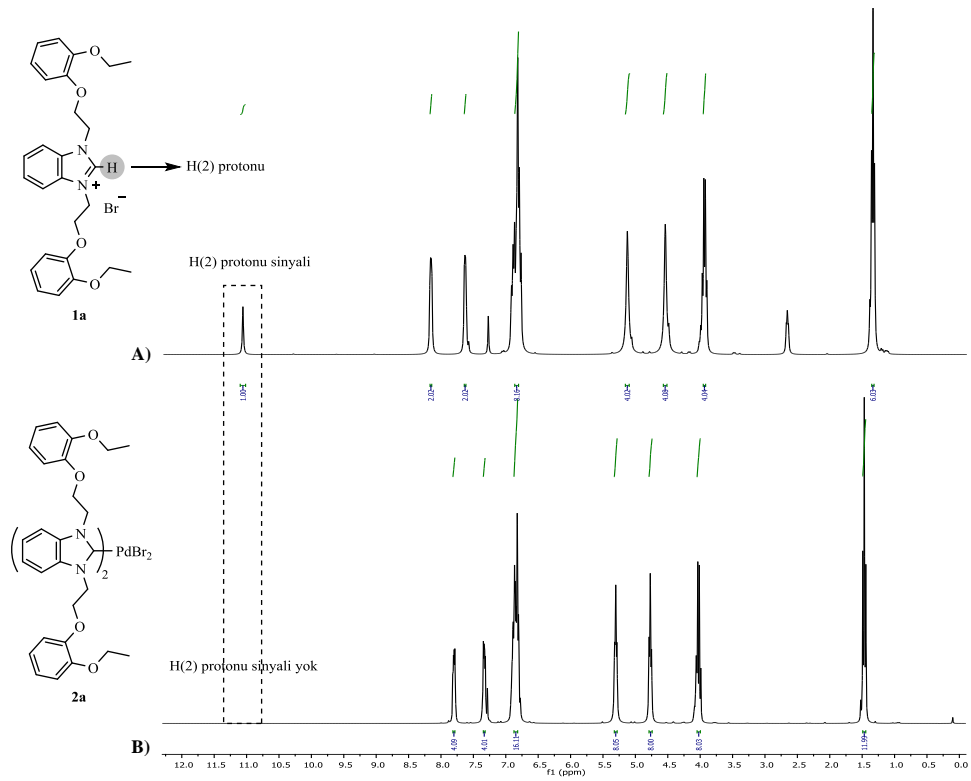 O
O
N
H
N
+
Br
−
O
O
1a
H(2) protonu
H(2) protonu sinyali
A)
1.00
2.02
2.02
8.16
4.02
4.08
4.04
6.03
O
O
N
N
2
PdBr2
O
O
2a
H(2) protonu sinyali yok
B)
4.09
4.01
16.11
8.05
8.00
8.03
11.99
12.0 11.5 11.0 10.5 10.0 9.5 9.0 8.5 8.0 7.5 7.0 6.5 6.0 5.5 5.0 4.5 4.0 3.5 3.0 2.5 2.0 1.5 1.0 0.5 0.0
f1 (ppm)